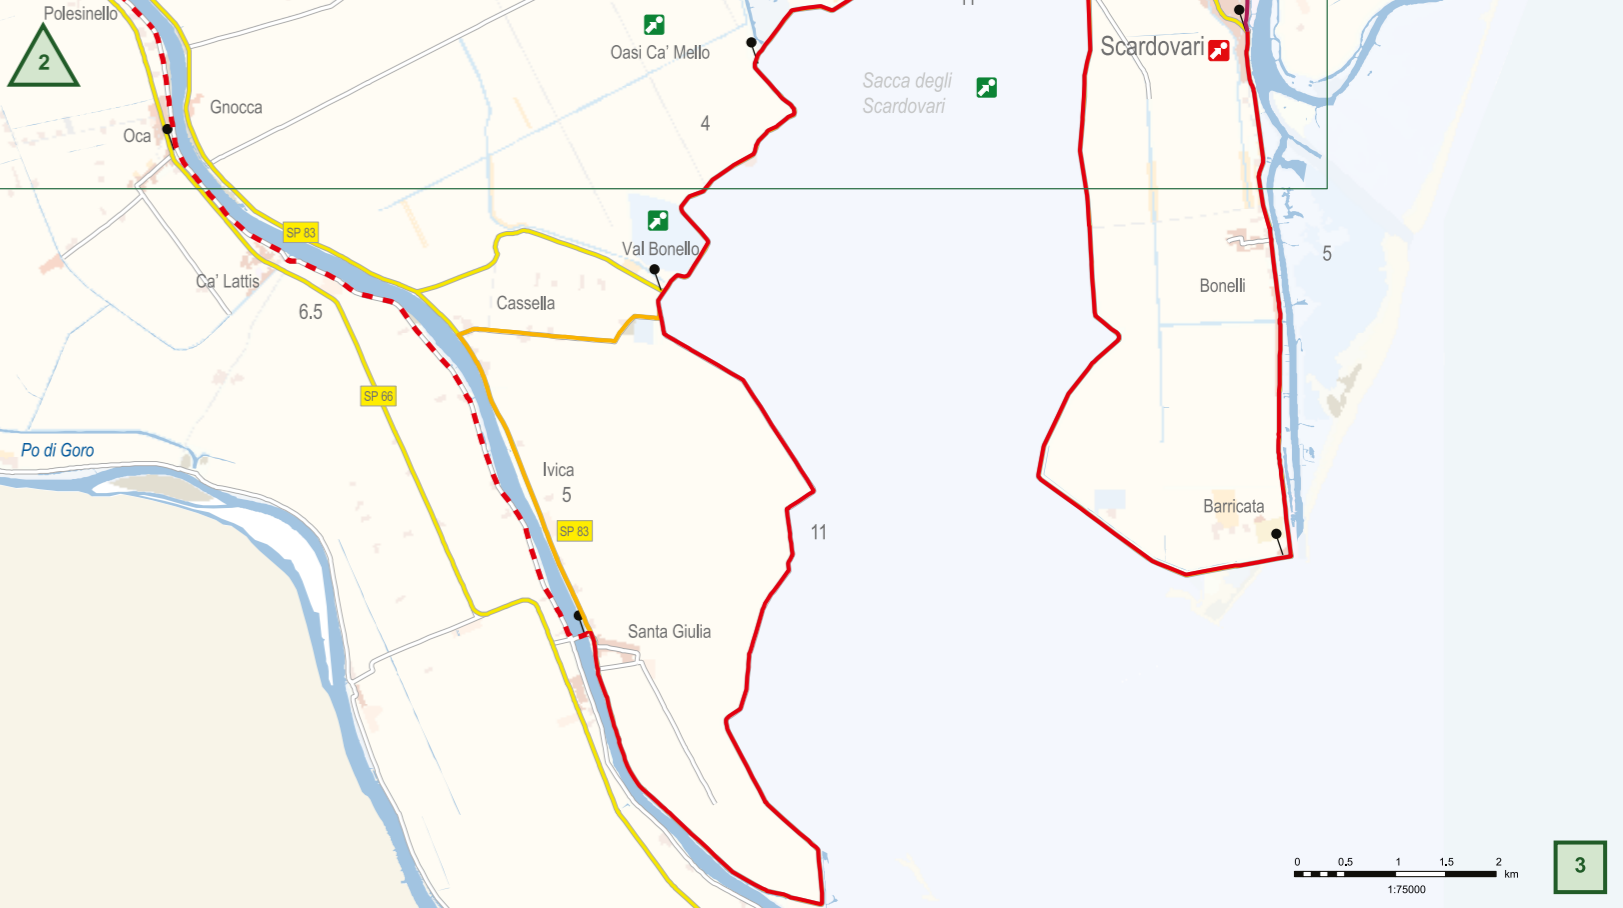 Polesinello
2
Oasi Ca' Mello
Scardovari
Sacca degli
Scardovari
Gnocca
Oca
4
SP 83
Val Bonello
5
Ca' Lattis
Cassella
Bonelli
6.5
SP 66
Po di Goro
Ivica
5
Barricata
SP 83
11
Santa Giulia
0 0.5 1 1.5 2
km
1:75000
3